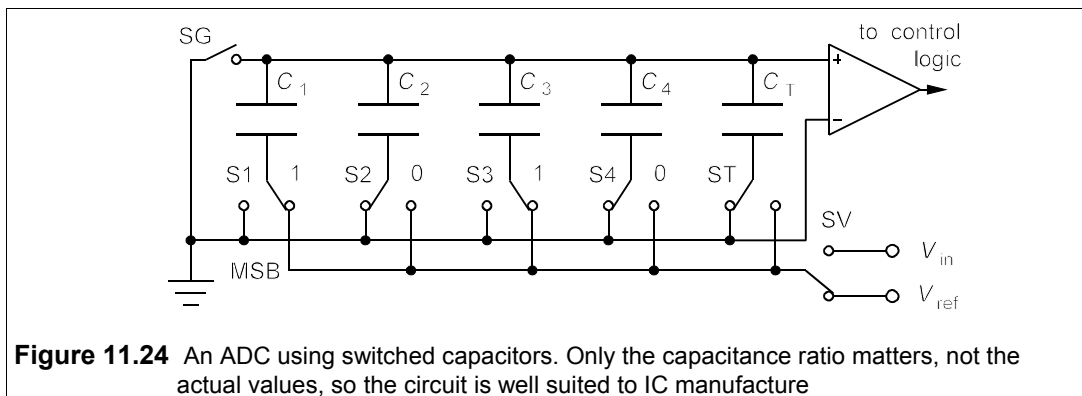 SG
to control
logic
C1 C2 C3 C4 CT
+
−
S1 1 S2 0 S3 1 S4 0 ST
SV
Vin
MSB
Vref
Figure 11.24 An ADC using switched capacitors. Only the capacitance ratio matters, not the
actual values, so the circuit is well suited to IC manufacture